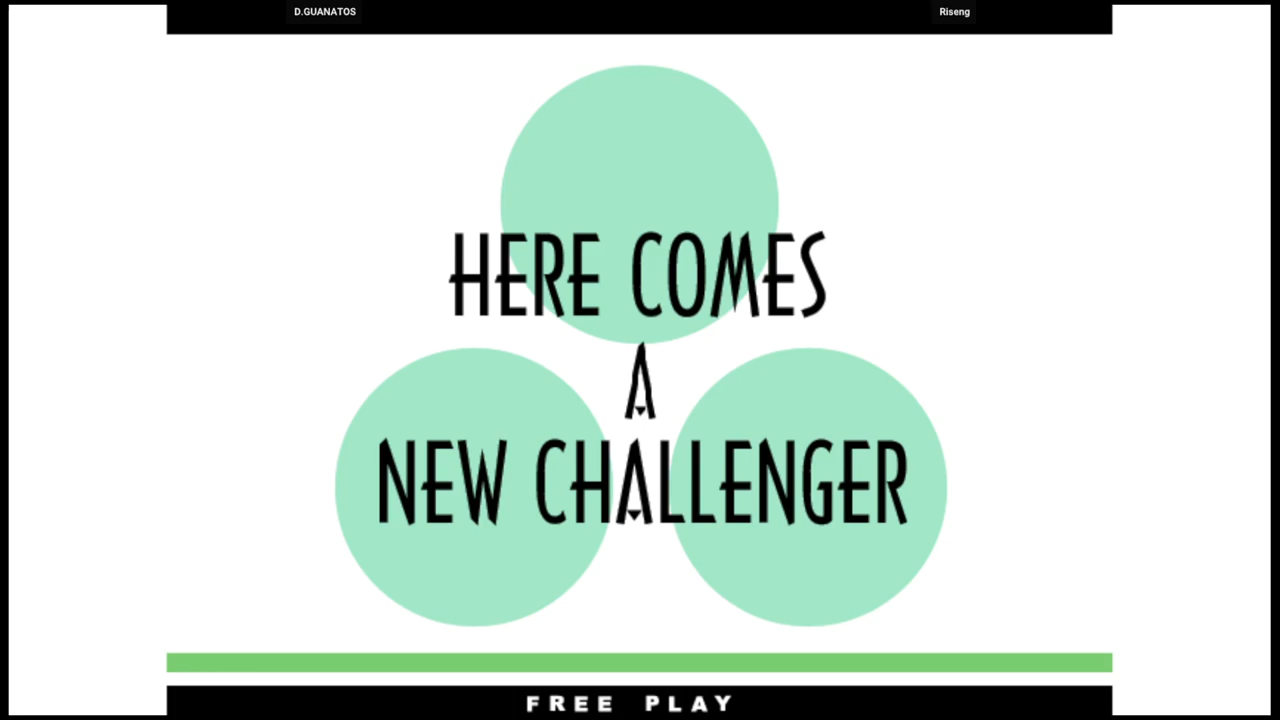 D.GUANATOS Riseng
HERE COMES
A
NEW CHALLENGER
FREE PLAY